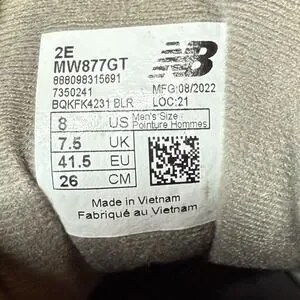 2E
MW877GT
888098315691
7350241 MFG:08/2022
BQKFK4231 BLR LOC:21
8 US Men's Size
Pointure Hommes
7.5 UK
41.5 EU
26 CM
Made in Vietnam
Fabriqué au Vietnam